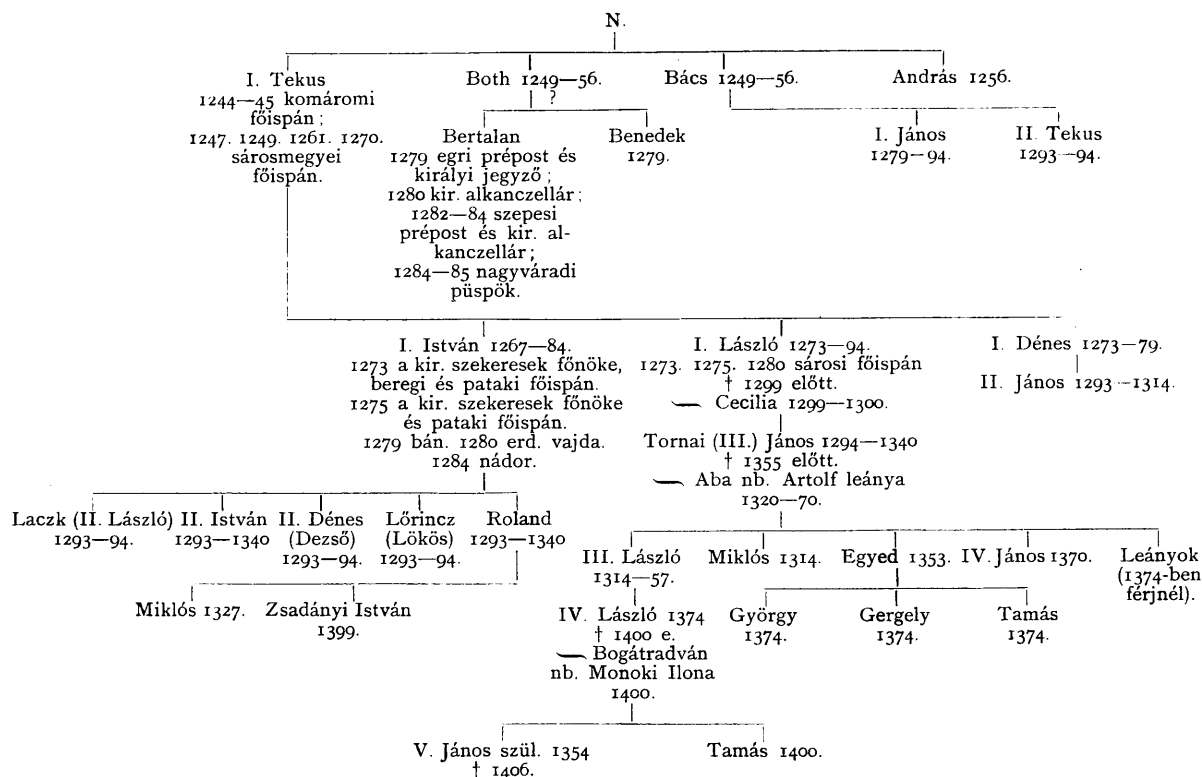 N.
I. Tekus
1244—45 komáromi
főispán;
1247. 1249. 1261. 1270.
sárosmegyei
főispán.
Both 1249—56.
?
Bács 1249—56.
András 1256.
Bertalan
1279 egri prépost és
királyi jegyző;
1280 kir. alkanczellár;
1282—84 szepesi
prépost és kir. al-
kanczellár;
1284—85 nagyváradi
püspök.
Benedek
1279.
I. János
1279—94.
II. Tekus
1293—94.
I. István 1267—84.
1273 a kir. szekeresek főnöke,
beregi és pataki főispán.
1275 a kir. szekeresek főnöke
és pataki főispán.
1279 bán. 1280 erd. vajda.
1284 nádor.
I. László 1273—94.
1273. 1275. 1280 sárosi főispán
† 1299 előtt.
Cecilia 1299—1300.
I. Dénes 1273—79.
II. János 1293—1314.
Tornai (III.) János 1294—1340
† 1355 előtt.
Aba nb. Artolf leánya
1320—70.
Laczk (II. László)
1293—94.
II. István
1293—1340
II. Dénes
(Dezső)
1293—94.
Lőrincz
(Lökös)
1293—94.
Roland
1293—1340
III. László
1314—57.
Miklós 1314.
Egyed 1353.
IV. János 1370.
Leányok
(1374-ben
férjnél).
Miklós 1327.
Zsadányi István
1399.
IV. László 1374
† 1400 e.
Bogátradván
nb. Monoki Ilona
1400.
György
1374.
Gergely
1374.
Tamás
1374.
V. János szül. 1354
† 1406.
Tamás 1400.